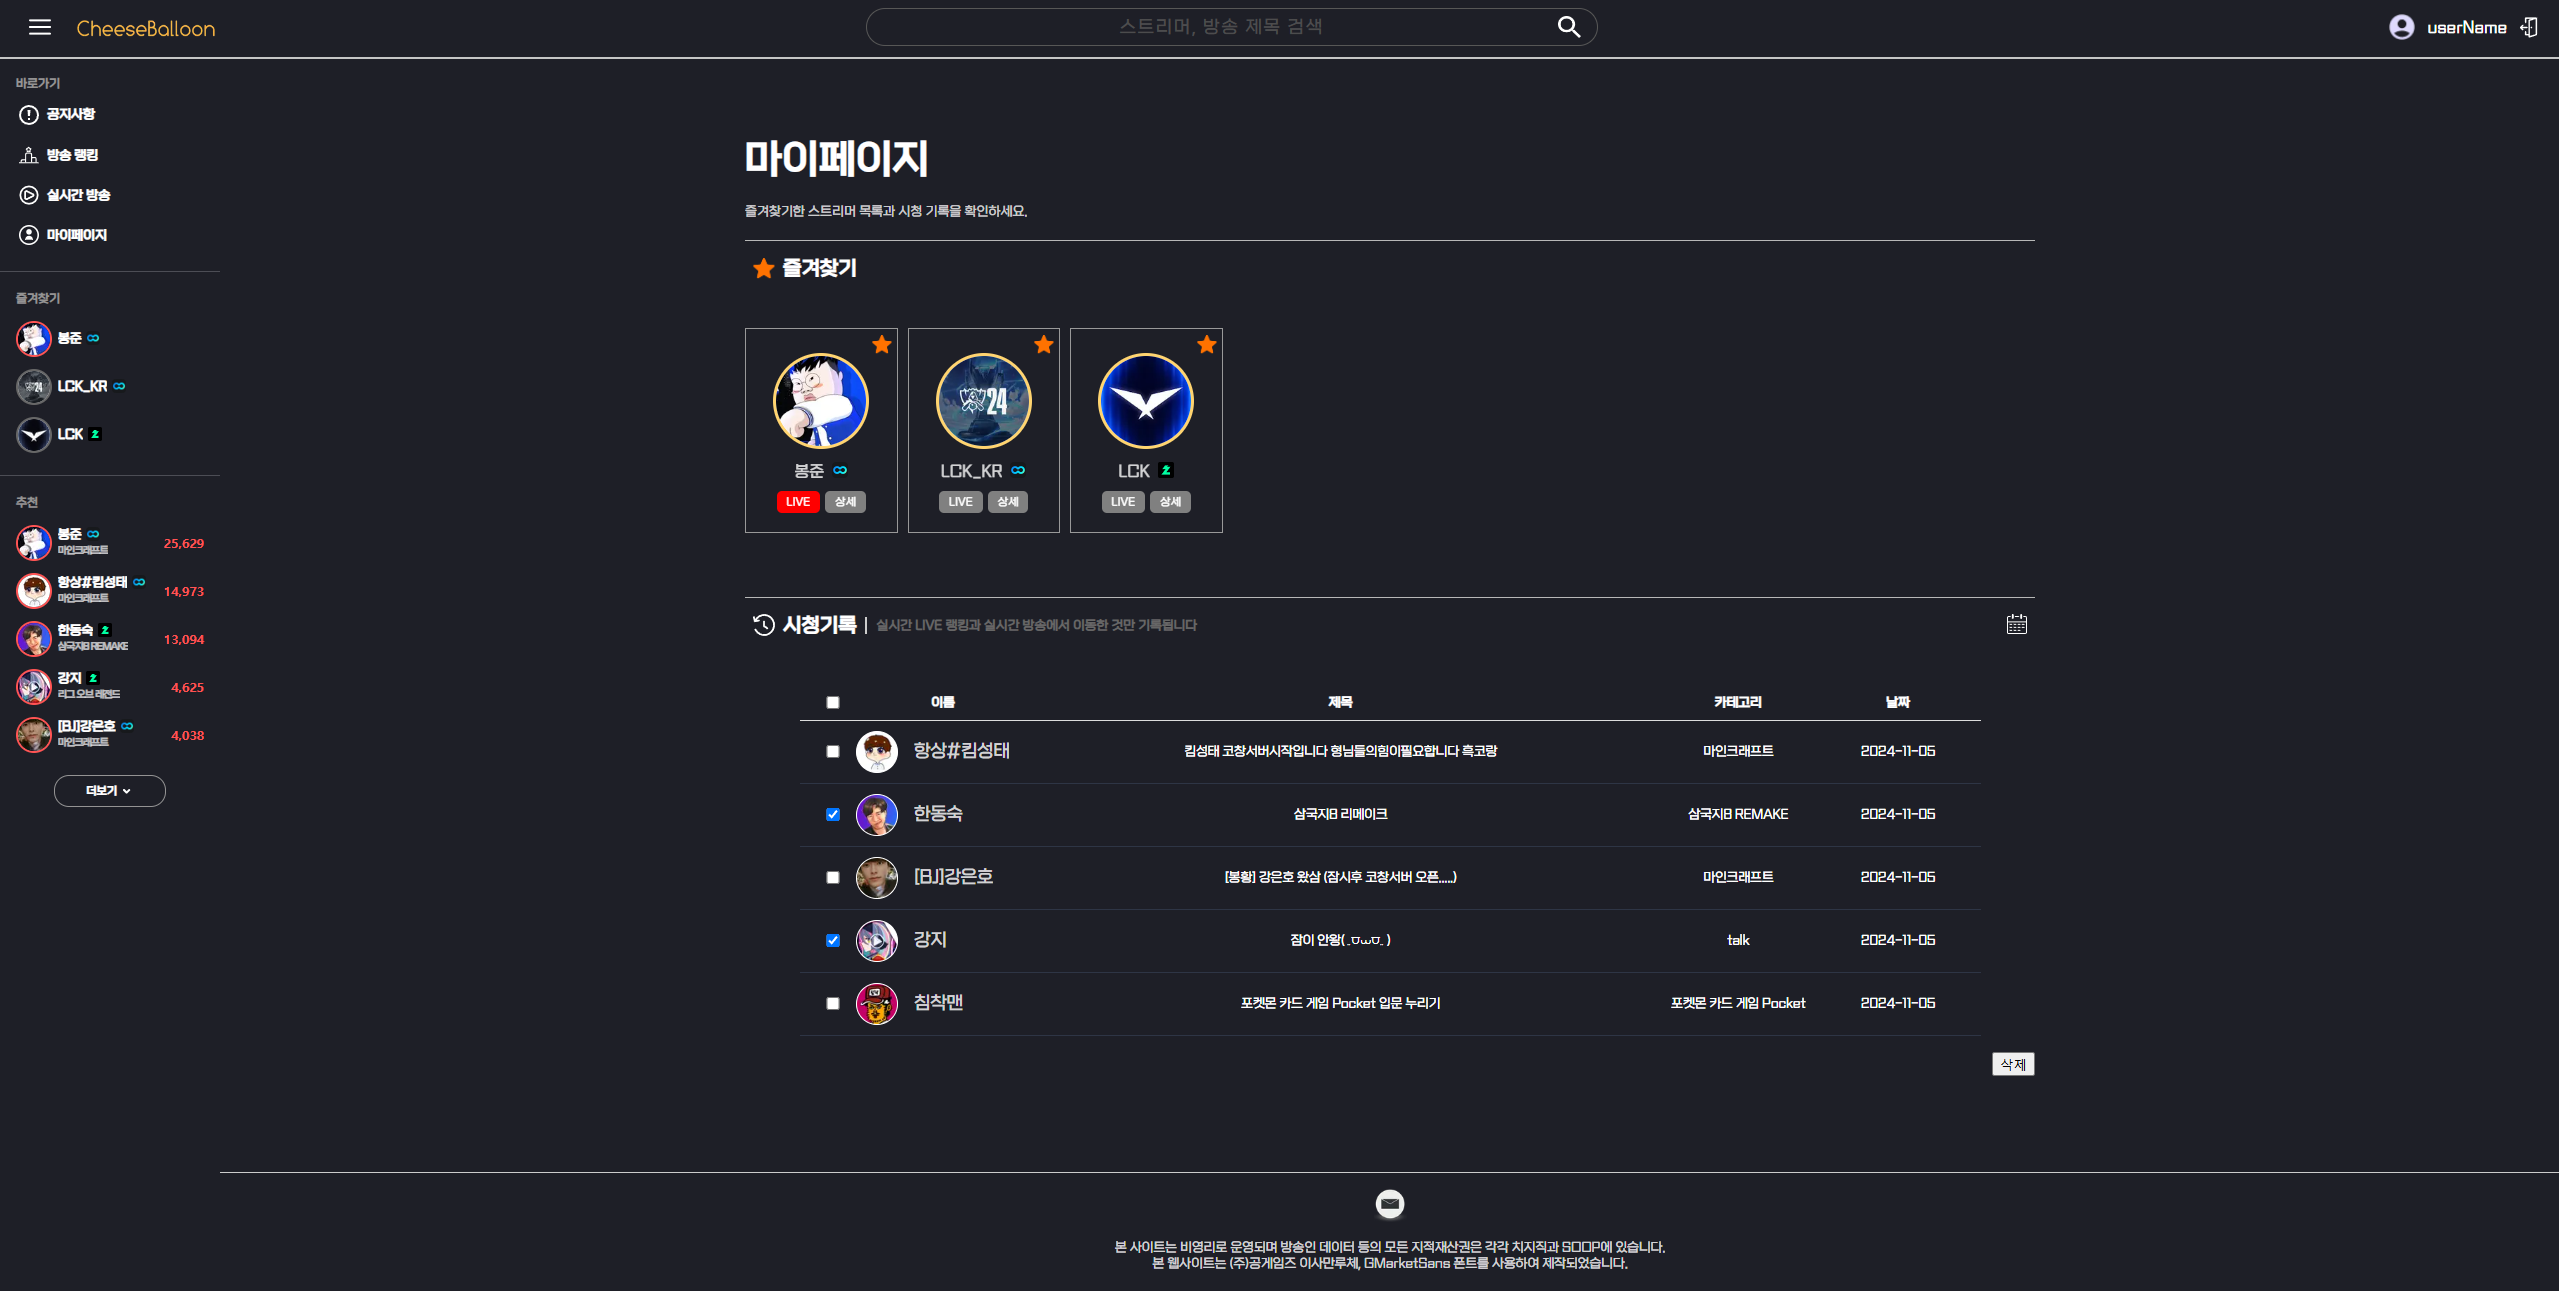 CheeseBalloon
스트리머, 방송 제목 검색
userName
바로가기
공지사항
방송 랭킹
실시간 방송
마이페이지
즐겨찾기
봉준
LCK_KR
LCK
추천
봉준
마인크래프트
25,629
항상#킴성태
마인크래프트
14,973
한동숙
삼국지8 REMAKE
13,094
강지
리그 오브 레전드
4,625
[BJ]강은호
마인크래프트
4,038
더보기
마이페이지
즐겨찾기한 스트리머 목록과 시청 기록을 확인하세요.
즐겨찾기
24
봉준
LIVE 상세
LCK_KR
LIVE 상세
LCK
LIVE 상세
시청기록 | 실시간 LIVE 랭킹과 실시간 방송에서 이동한 것만 기록됩니다
이름 제목 카테고리 날짜
항상#킴성태 킴성태 코창서버시작입니다 형님들의힘이필요합니다 흑코랑 마인크래프트 2024-11-05
한동숙 삼국지8 리메이크 삼국지8 REMAKE 2024-11-05
[BJ]강은호 [봉황] 강은호 왔삼 (잠시후 코창서버 오픈.....) 마인크래프트 2024-11-05
강지 잠이 안왕( ˬㅎωㅎˬ ) talk 2024-11-05
침착맨 포켓몬 카드 게임 Pocket 입문 누리기 포켓몬 카드 게임 Pocket 2024-11-05
삭제
본 사이트는 비영리로 운영되며 방송인 데이터 등의 모든 지적재산권은 각각 치지직과 SOOP에 있습니다.
본 웹사이트는 (주)공게임즈 이사만루체, GMarketSans 폰트를 사용하여 제작되었습니다.